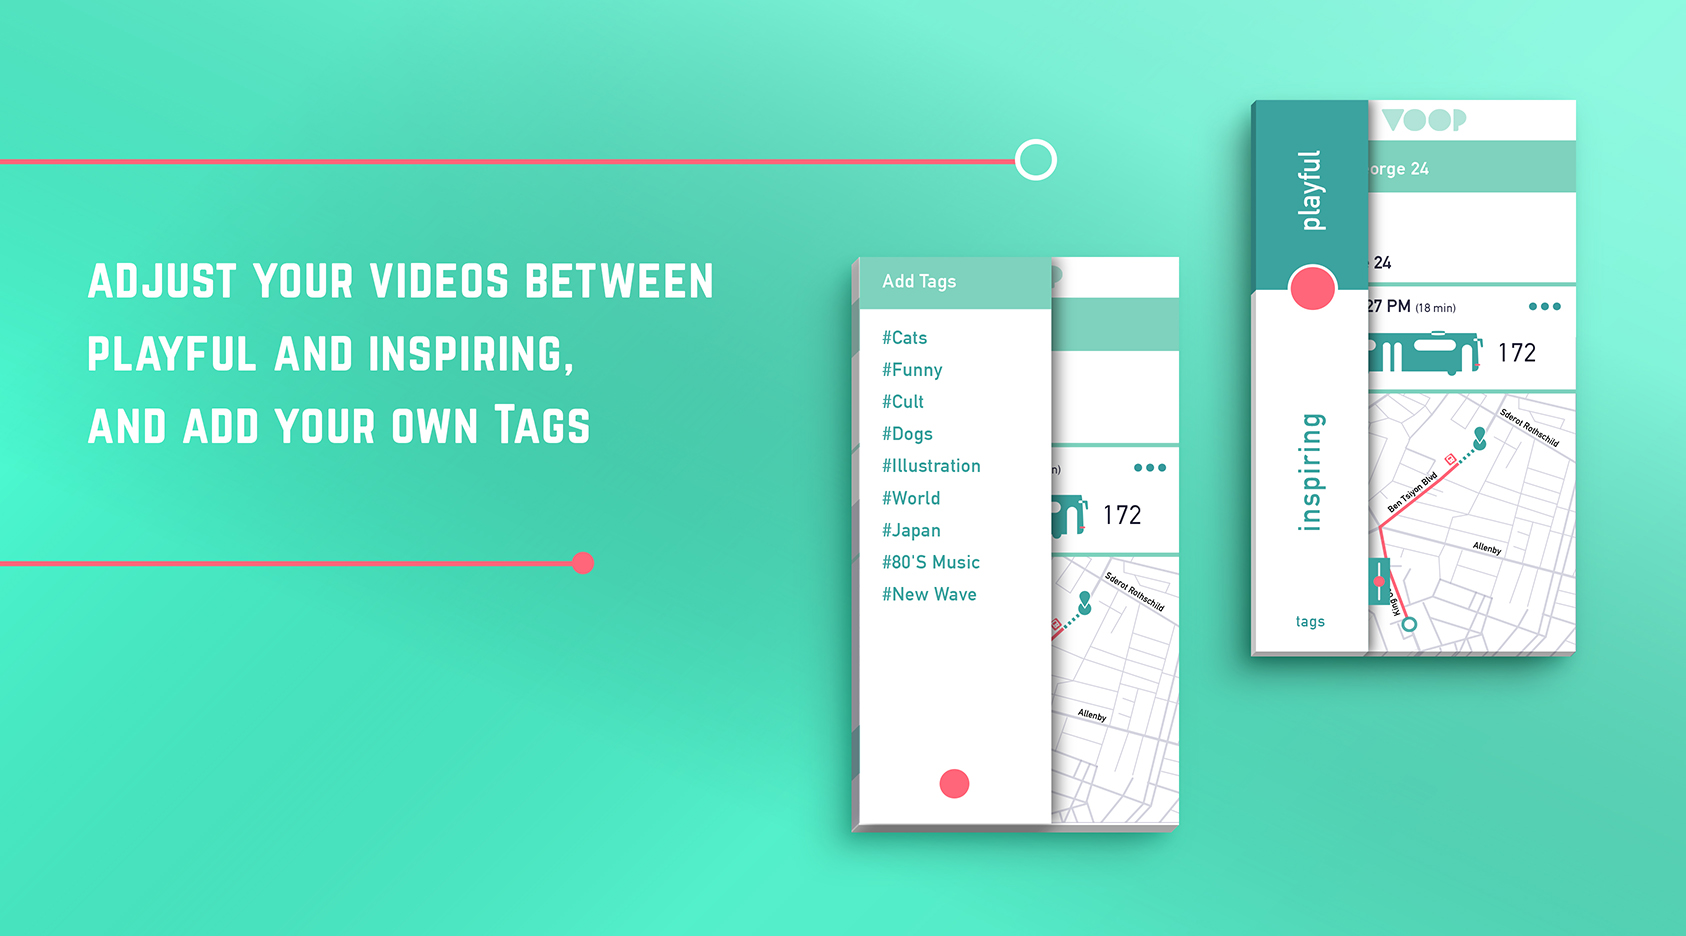 ADJUST YOUR VIDEOS BETWEEN
PLAYFUL AND INSPIRING,
AND ADD YOUR OWN TAGS
Add Tags
#Cats
#Funny
#Cult
#Dogs
#Illustration
#World
#Japan
#80'S Music
#New Wave
172
Sderot Rothschild
Allenby
playful
inspiring
tags
VOOP
orge 24
24
27 PM (18 min)
172
Sderot Rothschild
Ben Tsiyon Blvd
Allenby
King